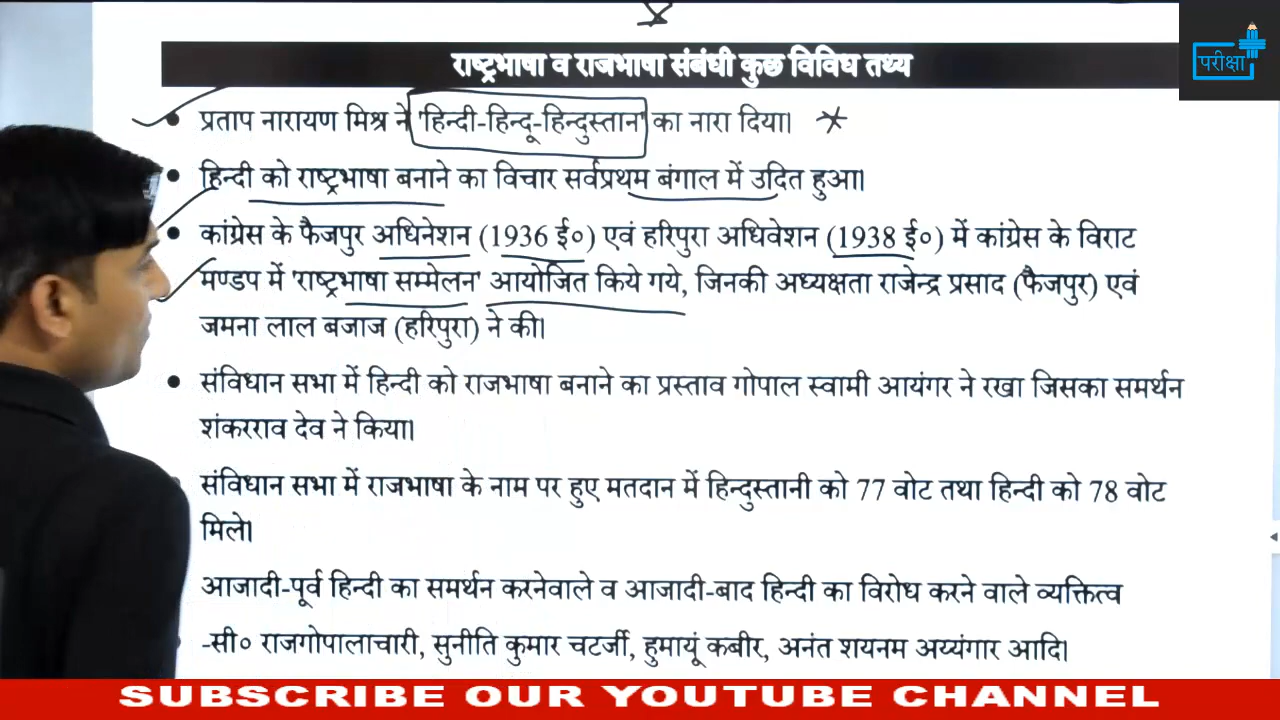 परीक्षा
राष्ट्रभाषा व राजभाषा संबंधी कुछ विविध तथ्य
• प्रताप नारायण मिश्र ने 'हिन्दी-हिन्दू-हिन्दुस्तान' का नारा दिया।
• हिन्दी को राष्ट्रभाषा बनाने का विचार सर्वप्रथम बंगाल में उदित हुआ।
• कांग्रेस के फैजपुर अधिनेशन (1936 ई०) एवं हरिपुरा अधिवेशन (1938 ई०) में कांग्रेस के विराट
मण्डप में 'राष्ट्रभाषा सम्मेलन' आयोजित किये गये, जिनकी अध्यक्षता राजेन्द्र प्रसाद (फैजपुर) एवं
जमना लाल बजाज (हरिपुरा) ने की।
• संविधान सभा में हिन्दी को राजभाषा बनाने का प्रस्ताव गोपाल स्वामी आयंगर ने रखा जिसका समर्थन
शंकरराव देव ने किया।
संविधान सभा में राजभाषा के नाम पर हुए मतदान में हिन्दुस्तानी को 77 वोट तथा हिन्दी को 78 वोट
मिले।
आजादी-पूर्व हिन्दी का समर्थन करनेवाले व आजादी-बाद हिन्दी का विरोध करने वाले व्यक्तित्व
-सी० राजगोपालाचारी, सुनीति कुमार चटर्जी, हुमायूं कबीर, अनंत शयनम अय्यंगार आदि।
SUBSCRIBE OUR YOUTUBE CHANNEL